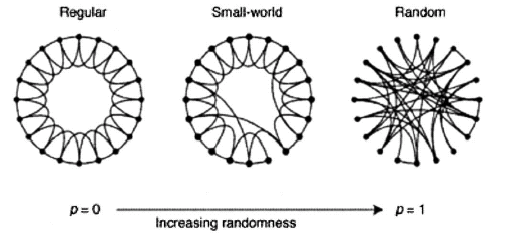 Regular Small-world Random
p = 0 p = 1
Increasing randomness